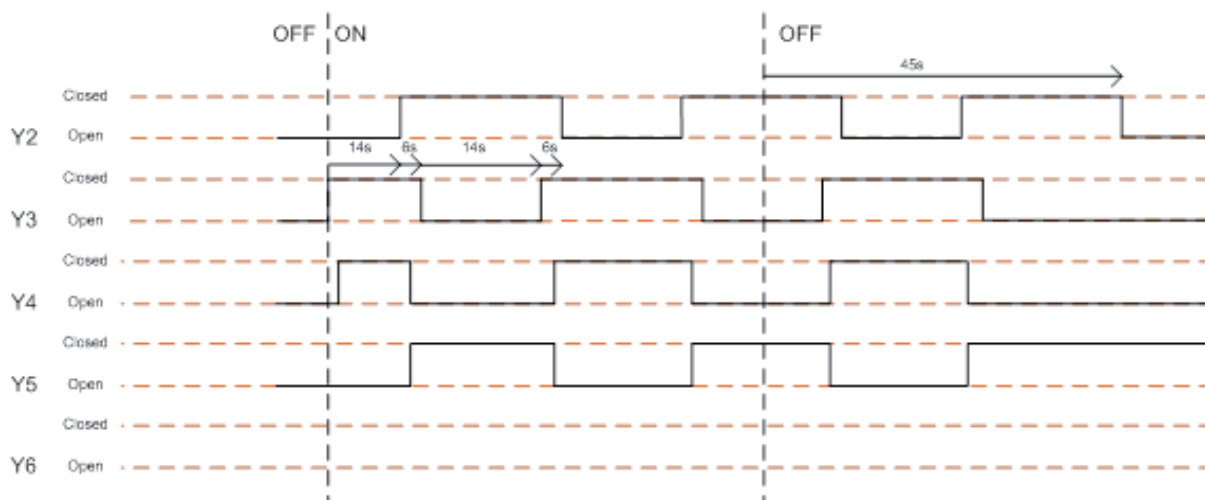 OFF ON OFF
45s
Closed
Y2 Open
14s 6s 14s 6s
Closed
Y3 Open
Closed
Y4 Open
Closed
Y5 Open
Closed
Y6 Open